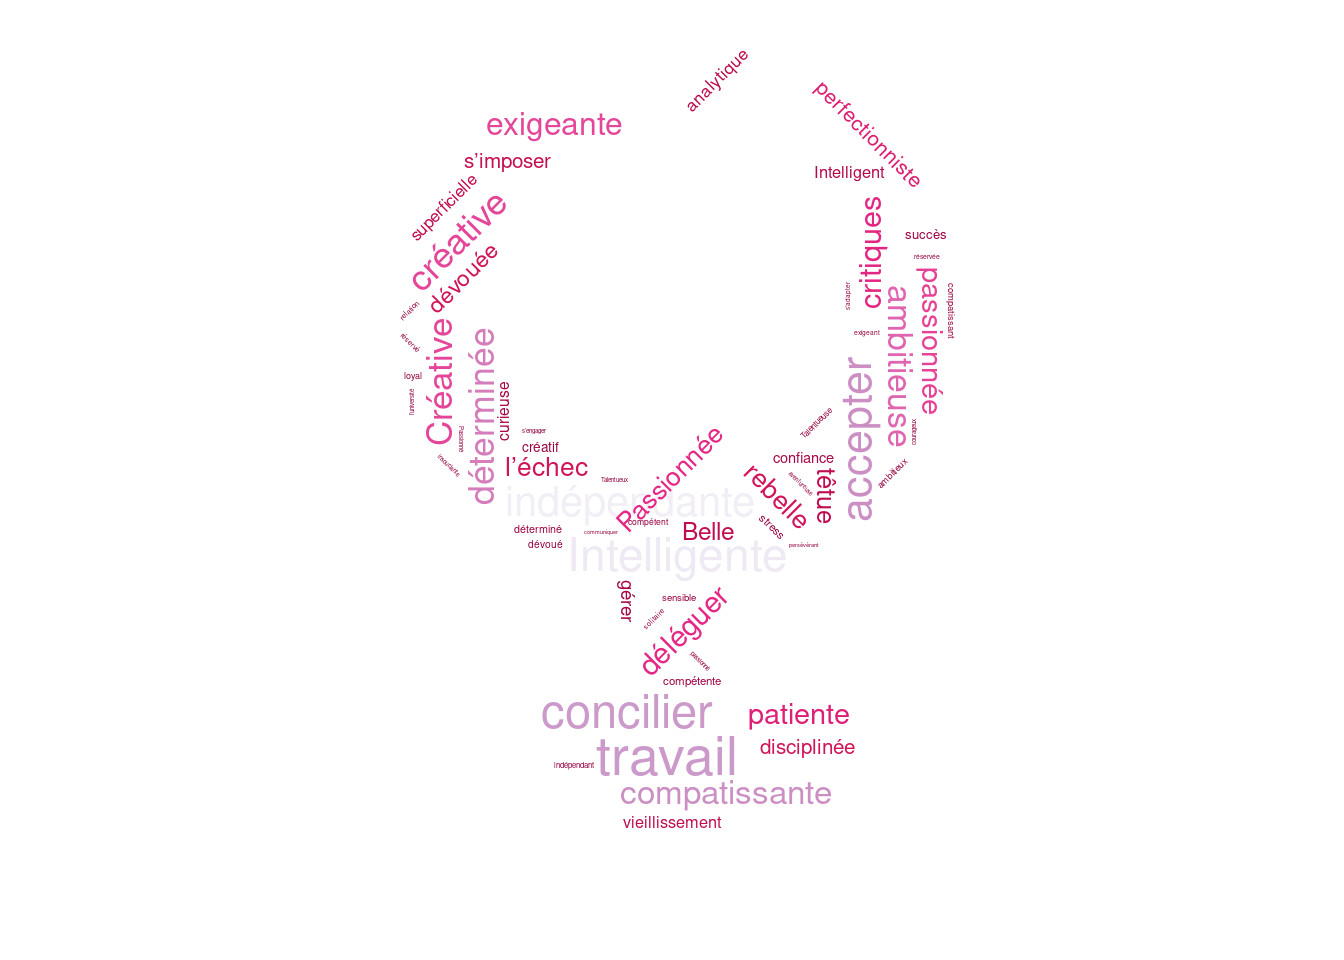 analytique
perfectionniste
exigeante
s'imposer
Intelligent
superficielle
créative
critiques
succès
dévouée
réservée
passionnée
compatissant
s'adapter
ambitieuse
relation
exigeant
réservé
Créative
déterminée
loyal
accepter
l'université
curieuse
Talentueuse
courageux
Passionné
s'engager
créatif
Passionnée
confiance
l'échec
rebelle
têtue
ambitieux
Talentueux
indépendante
compétent
déterminé
communiquer
Belle
stress
dévoué
Intelligente
persévérant
gérer
sensible
solitaire
déléguer
passionné
compétente
concilier
patiente
travail
disciplinée
Indépendant
compatissante
vieillissement